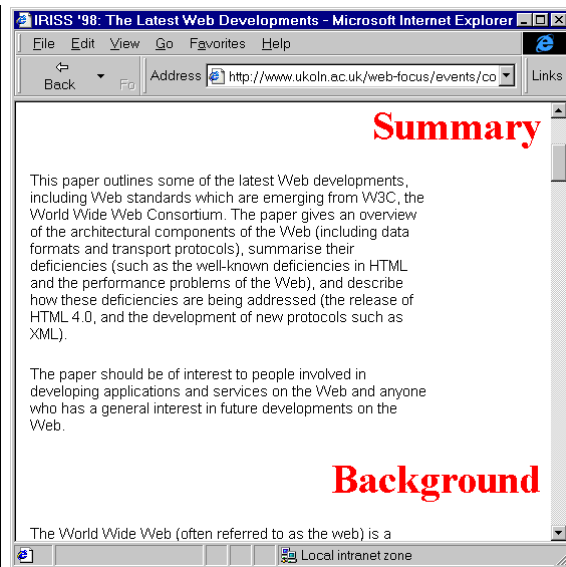 IRISS '98: The Latest Web Developments - Microsoft Internet Explorer
File Edit View Go Favorites Help
Back Fo Address http://www.ukoln.ac.uk/web-focus/events/co Links
Summary
This paper outlines some of the latest Web developments,
including Web standards which are emerging from W3C, the
World Wide Web Consortium. The paper gives an overview
of the architectural components of the Web (including data
formats and transport protocols), summarise their
deficiencies (such as the well-known deficiencies in HTML
and the performance problems of the Web), and describe
how these deficiencies are being addressed (the release of
HTML 4.0, and the development of new protocols such as
XML).
The paper should be of interest to people involved in
developing applications and services on the Web and anyone
who has a general interest in future developments on the
Web.
Background
The World Wide Web (often referred to as the web) is a
Local intranet zone